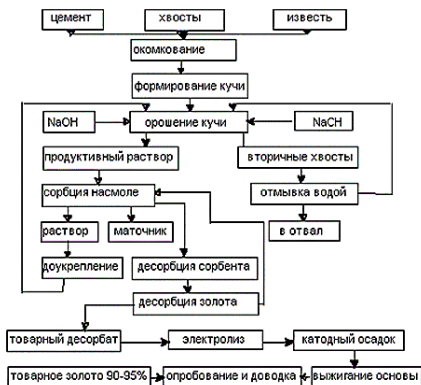 цемент
хвосты
известь
окомкование
формирование кучи
NaOH
орошение кучи
NaCH
продуктивный раствор
вторичные хвосты
сорбция насмоле
отмывка водой
раствор
маточник
в отвал
доукрепление
десорбция сорбента
десорбция золота
товарный десорбат
электролиз
катодный осадок
товарное золото 90-95%
опробование и доводка
выжигание основы